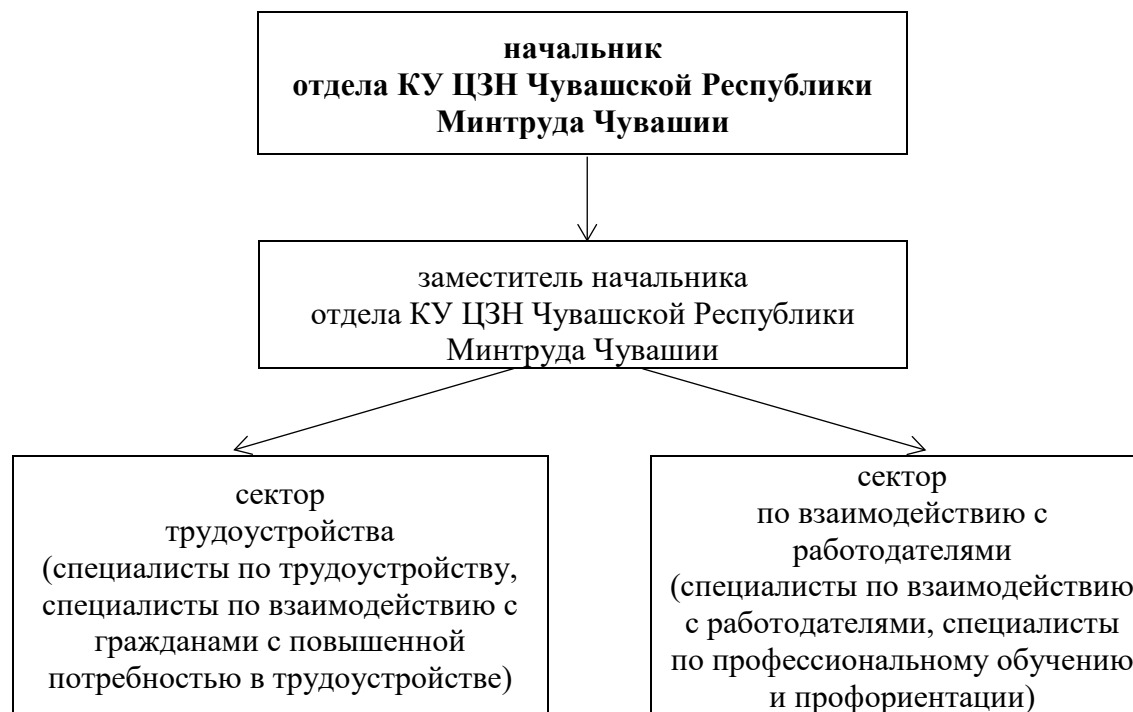 начальник
отдела КУ ЦЗН Чувашской Республики
Минтруда Чувашии
заместитель начальника
отдела КУ ЦЗН Чувашской Республики
Минтруда Чувашии
сектор
трудоустройства
(специалисты по трудоустройству,
специалисты по взаимодействию с
гражданами с повышенной
потребностью в трудоустройстве)
сектор
по взаимодействию с
работодателями
(специалисты по взаимодействию
с работодателями, специалисты
по профессиональному обучению
и профориентации)